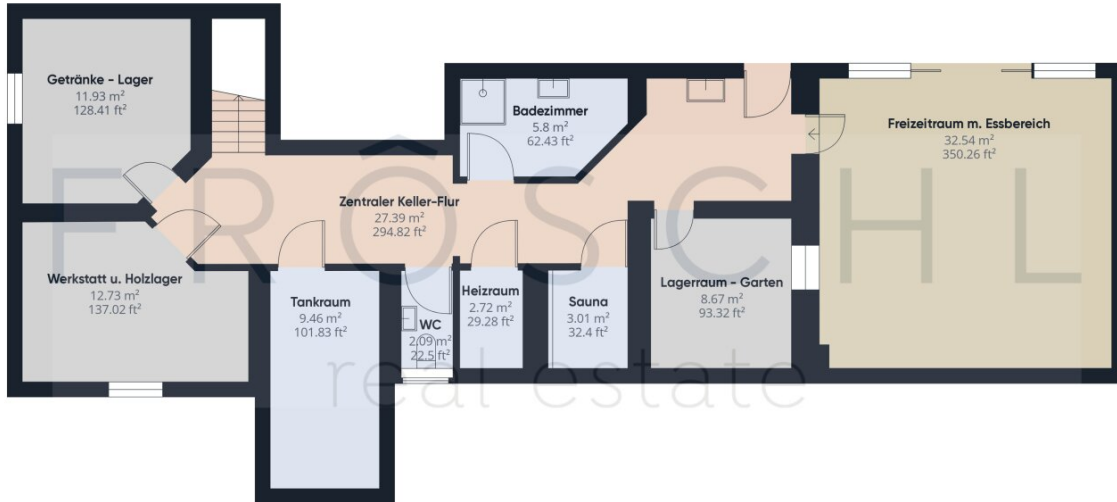 Getränke - Lager
11.93 m²
128.41 ft²
Badezimmer
5.8 m²
62.43 ft²
Freizeitraum m. Essbereich
32.54 m²
350.26 ft²
Zentraler Keller-Flur
27.39 m²
294.82 ft²
FRÖSCHL
Werkstatt u. Holzlager
12.73 m²
137.02 ft²
Tankraum
9.46 m²
101.83 ft²
WC
2.09 m²
22.5 ft²
Heizraum
2.72 m²
29.28 ft²
Sauna
3.01 m²
32.4 ft²
Lagerraum - Garten
8.67 m²
93.32 ft²
real estate